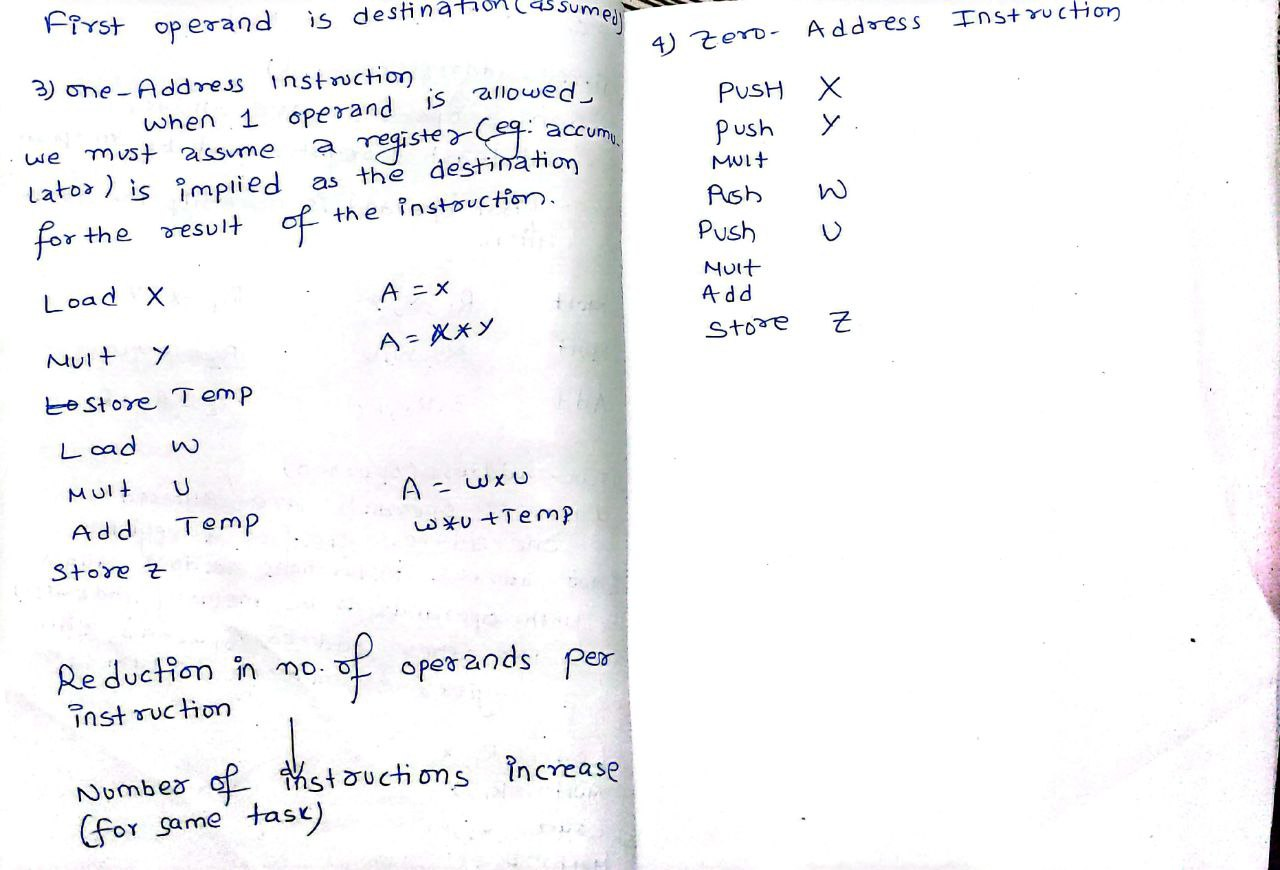 First operand is destination (assumed)
3) one-Address instruction
when 1 operand is allowed,
we must assume a register (eg: accumu
lator) is implied as the destination
for the result of the instruction.
Load X A = X
Mult Y A = X * Y
Store Temp
Load W
Mult U A = W x U
Add Temp W * U + Temp
Store Z
Reduction in no. of operands per
instruction
↓
Number of instructions increase
(for same task)
4) Zero-Address Instruction
PUSH X
Push Y
Mult
Push W
Push U
Mult
Add
Store Z